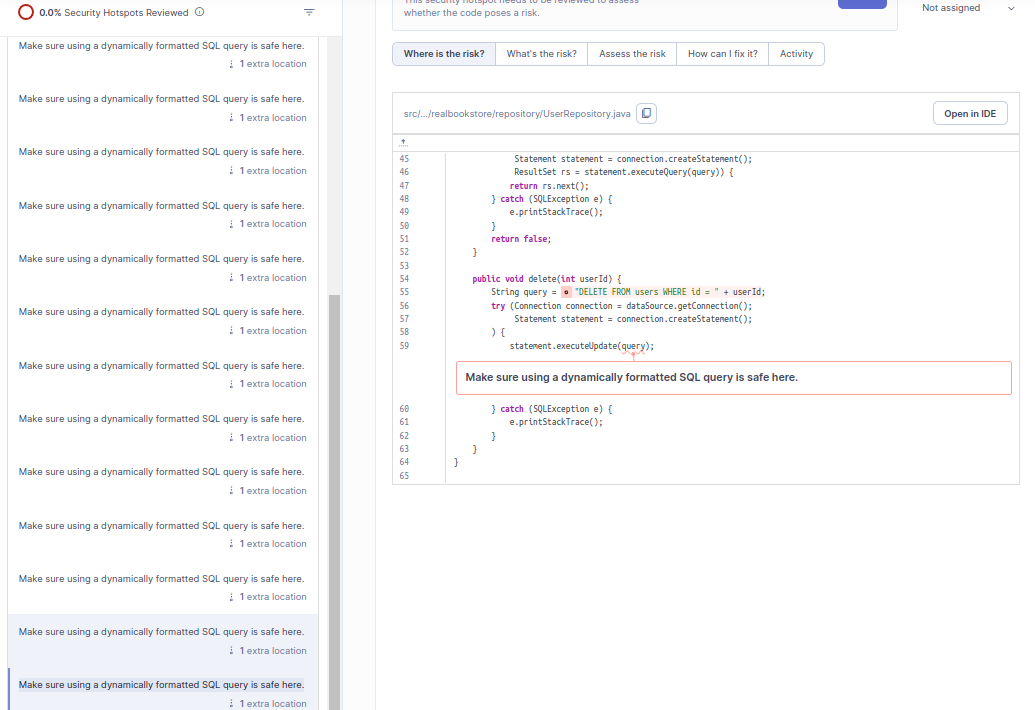 0.0% Security Hotspots Reviewed
Make sure using a dynamically formatted SQL query is safe here.
1 extra location
Make sure using a dynamically formatted SQL query is safe here.
1 extra location
Make sure using a dynamically formatted SQL query is safe here.
1 extra location
Make sure using a dynamically formatted SQL query is safe here.
1 extra location
Make sure using a dynamically formatted SQL query is safe here.
1 extra location
Make sure using a dynamically formatted SQL query is safe here.
1 extra location
Make sure using a dynamically formatted SQL query is safe here.
1 extra location
Make sure using a dynamically formatted SQL query is safe here.
1 extra location
Make sure using a dynamically formatted SQL query is safe here.
1 extra location
Make sure using a dynamically formatted SQL query is safe here.
1 extra location
Make sure using a dynamically formatted SQL query is safe here.
1 extra location
Make sure using a dynamically formatted SQL query is safe here.
1 extra location
Make sure using a dynamically formatted SQL query is safe here.
1 extra location
This security hotspot needs to be reviewed to assess
whether the code poses a risk.
Not assigned
Where is the risk? What's the risk? Assess the risk How can I fix it? Activity
src/.../realbookstore/repository/UserRepository.java Open in IDE
45 Statement statement = connection.createStatement();
46 ResultSet rs = statement.executeQuery(query)) {
47 return rs.next();
48 } catch (SQLException e) {
49 e.printStackTrace();
50 }
51 return false;
52 }
53
54 public void delete(int userId) {
55 String query = "DELETE FROM users WHERE id = " + userId;
56 try (Connection connection = dataSource.getConnection();
57 Statement statement = connection.createStatement();
58 ) {
59 statement.executeUpdate(query);
Make sure using a dynamically formatted SQL query is safe here.
60 } catch (SQLException e) {
61 e.printStackTrace();
62 }
63 }
64 }
65